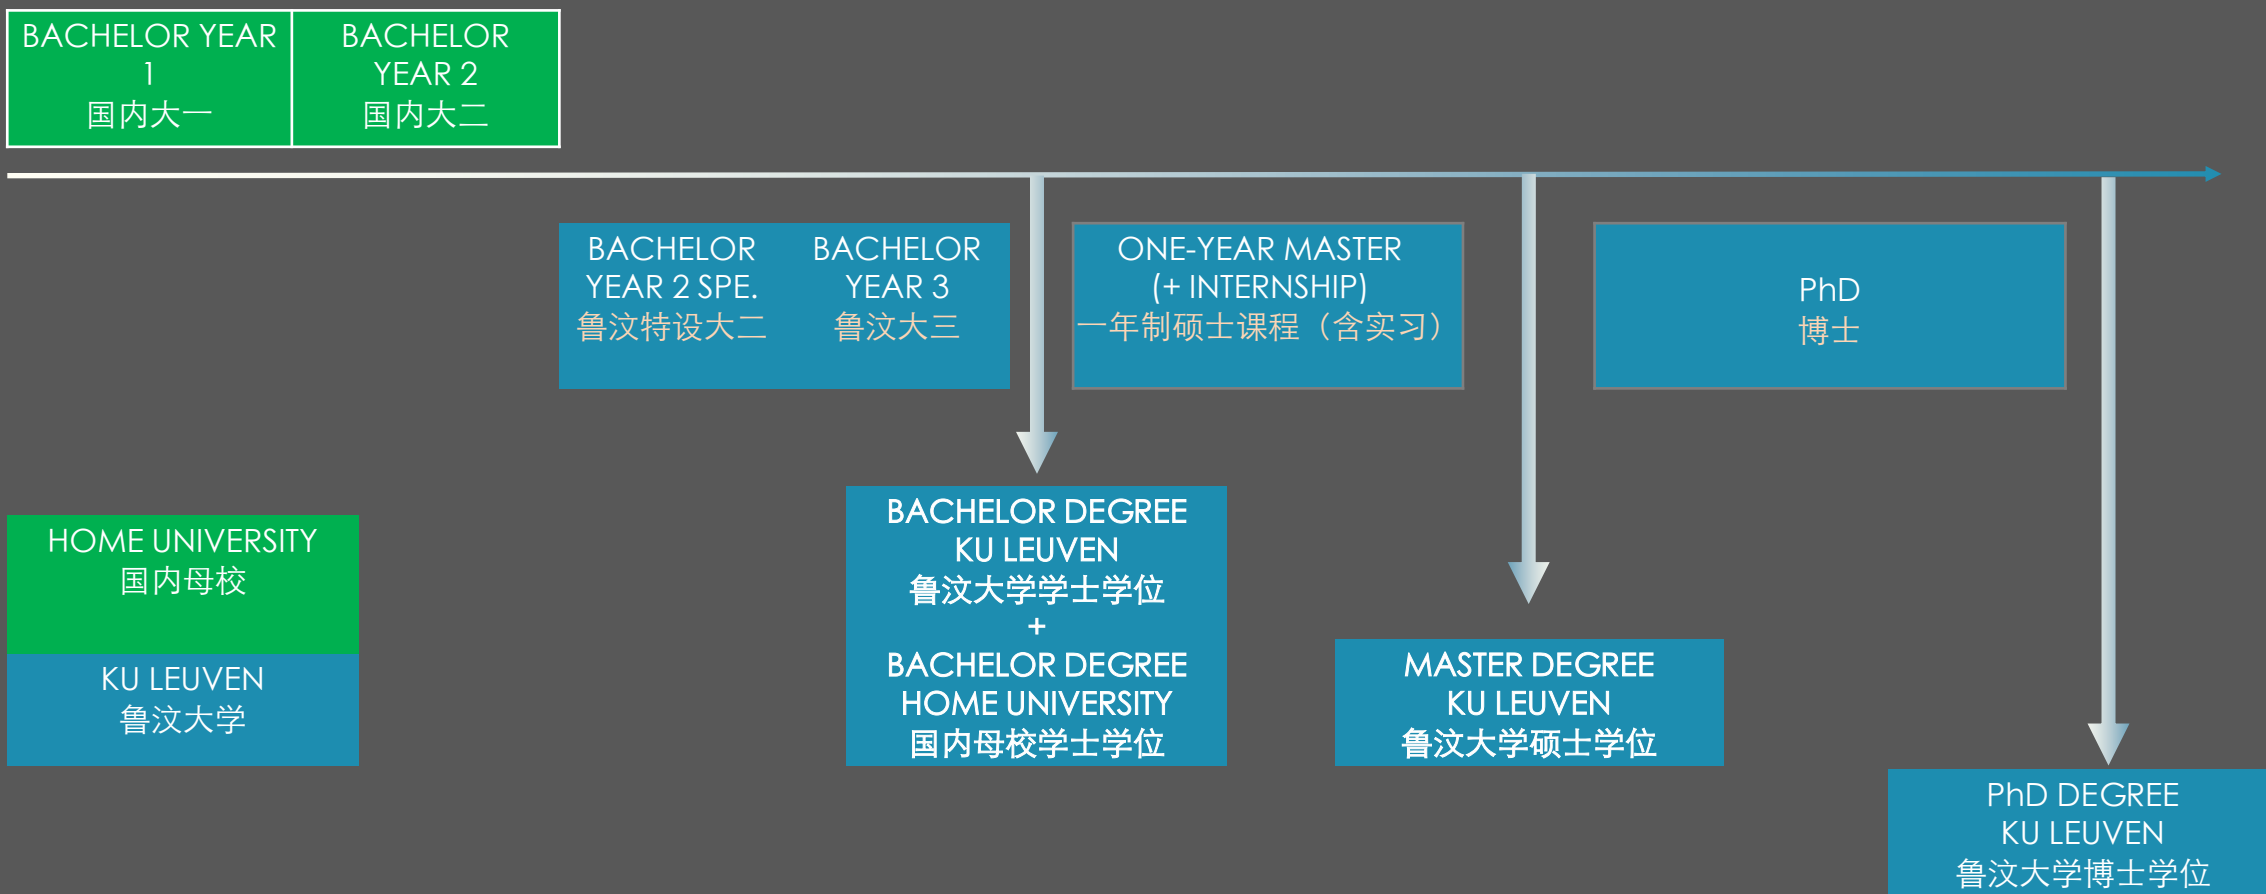 BACHELOR YEAR
1
国内大一
BACHELOR
YEAR 2
国内大二
BACHELOR
YEAR 2 SPE.
鲁汶特设大二
BACHELOR
YEAR 3
鲁汶大三
ONE-YEAR MASTER
(+ INTERNSHIP)
一年制硕士课程（含实习）
PhD
博士
HOME UNIVERSITY
国内母校
KU LEUVEN
鲁汶大学
BACHELOR DEGREE
KU LEUVEN
鲁汶大学学士学位
+
BACHELOR DEGREE
HOME UNIVERSITY
国内母校学士学位
MASTER DEGREE
KU LEUVEN
鲁汶大学硕士学位
PhD DEGREE
KU LEUVEN
鲁汶大学博士学位